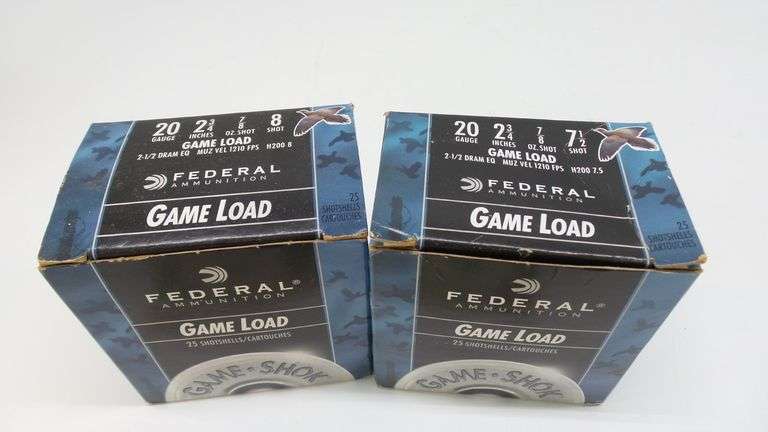 20 2 3/4 7/8 8
GAUGE INCHES OZ. SHOT SHOT
GAME LOAD
2-1/2 DRAM EQ MUZ VEL 1210 FPS H200 8
FEDERAL
AMMUNITION
GAME LOAD
25
SHOTSHELLS
CARTOUCHES
FEDERAL®
AMMUNITION
GAME LOAD
25 SHOTSHELLS/CARTOUCHES
GAME • SHOK
20 2 3/4 7/8 7 1/2
GAUGE INCHES OZ. SHOT SHOT
GAME LOAD
2-1/2 DRAM EQ MUZ VEL 1210 FPS H200 7.5
FEDERAL
AMMUNITION
GAME LOAD
25
SHOTSHELLS
CARTOUCHES
FEDERAL®
AMMUNITION
GAME LOAD
25 SHOTSHELLS/CARTOUCHES
GAME • SHOK